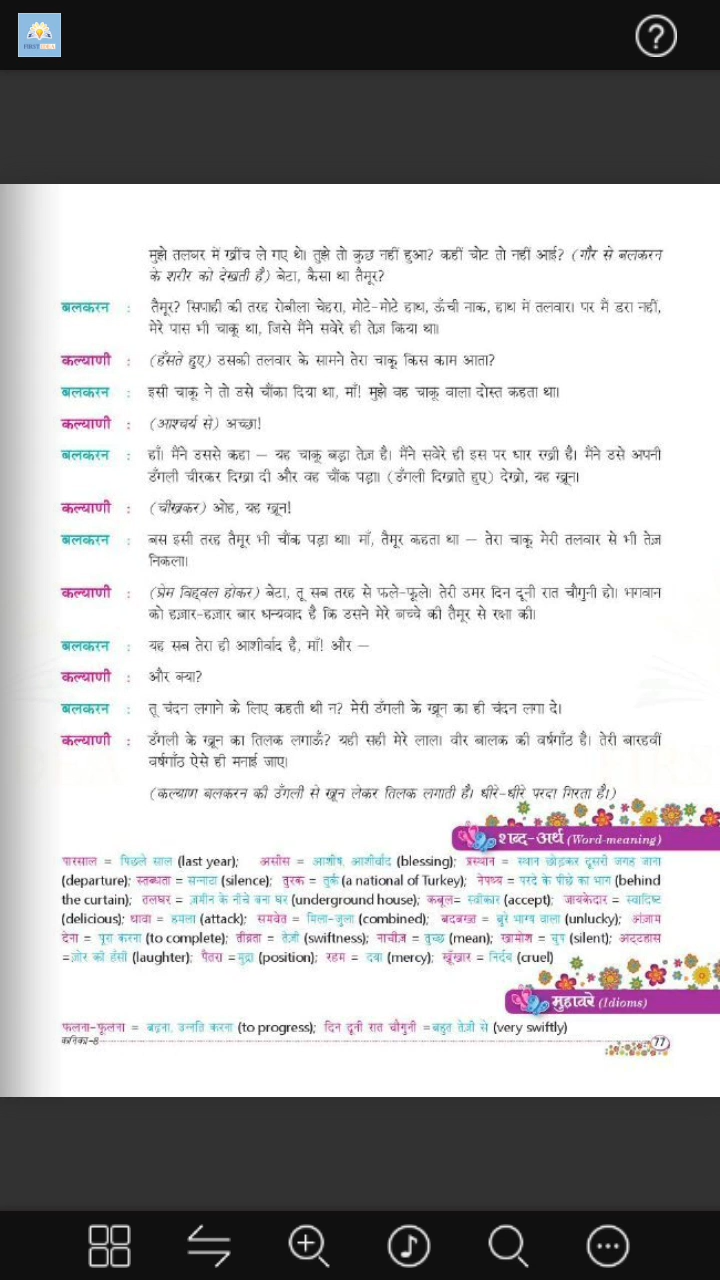 FIRST IDEA
?
मुझे तलघर में खींच ले गए थे। तुझे तो कुछ नहीं हुआ? कहीं चोट तो नहीं आई? (गौर से बलकरन
के शरीर को देखती है) बेटा, कैसा था तैमूर?
बलकरन : तैमूर? सिपाही की तरह रोबीला चेहरा, मोटे-मोटे हाथ, ऊँची नाक, हाथ में तलवार। पर मैं डरा नहीं,
मेरे पास भी चाकू था, जिसे मैंने सवेरे ही तेज़ किया था।
कल्याणी : (हँसते हुए) उसकी तलवार के सामने तेरा चाकू किस काम आता?
बलकरन : इसी चाकू ने तो उसे चौंका दिया था, माँ! मुझे वह चाकू वाला दोस्त कहता था।
कल्याणी : (आश्चर्य से) अच्छा!
बलकरन : हाँ। मैंने उससे कहा – यह चाकू बड़ा तेज़ है। मैंने सवेरे ही इस पर धार रखी है। मैंने उसे अपनी
उँगली चीरकर दिखा दी और वह चौंक पड़ा। (उँगली दिखाते हुए) देखो, यह खून।
कल्याणी : (चीखकर) ओह, यह खून!
बलकरन : बस इसी तरह तैमूर भी चौंक पड़ा था। माँ, तैमूर कहता था – तेरा चाकू मेरी तलवार से भी तेज़
निकला।
कल्याणी : (प्रेम विह्वल होकर) बेटा, तू सब तरह से फले-फूले। तेरी उमर दिन दूनी रात चौगुनी हो। भगवान
को हज़ार-हज़ार बार धन्यवाद है कि उसने मेरे बच्चे की तैमूर से रक्षा की।
बलकरन : यह सब तेरा ही आशीर्वाद है, माँ! और –
कल्याणी : और क्या?
बलकरन : तू चंदन लगाने के लिए कहती थी न? मेरी उँगली के खून का ही चंदन लगा दे।
कल्याणी : उँगली के खून का तिलक लगाऊँ? यही सही मेरे लाल। वीर बालक की वर्षगाँठ है। तेरी बारहवीं
वर्षगाँठ ऐसे ही मनाई जाए।
(कल्याण बलकरन की उँगली से खून लेकर तिलक लगाती है। धीरे-धीरे परदा गिरता है।)
शब्द-अर्थ (Word-meaning)
पारसाल = पिछले साल (last year); असीस = आशीष, आशीर्वाद (blessing); प्रस्थान = स्थान छोड़कर दूसरी जगह जाना
(departure); स्तब्धता = सन्नाटा (silence); तुरक = तुर्क (a national of Turkey); नेपथ्य = परदे के पीछे का भाग (behind
the curtain); तलघर = ज़मीन के नीचे बना घर (underground house); कबूल= स्वीकार (accept); जायकेदार = स्वादिष्ट
(delicious); धावा = हमला (attack); समवेत = मिला-जुला (combined); बदबख्त = बुरे भाग्य वाला (unlucky); अंजाम
देना = पूरा करना (to complete); तीव्रता = तेज़ी (swiftness); नाचीज़ = तुच्छ (mean); खामोश = चुप (silent); अट्टहास
=ज़ोर की हँसी (laughter); पैंतरा =मुद्रा (position); रहम = दया (mercy); खूँखार = निर्दय (cruel)
मुहावरे (Idioms)
फलना-फूलना = बढ़ना, उन्नति करना (to progress); दिन दूनी रात चौगुनी =बहुत तेज़ी से (very swiftly)
कनिका-8 77